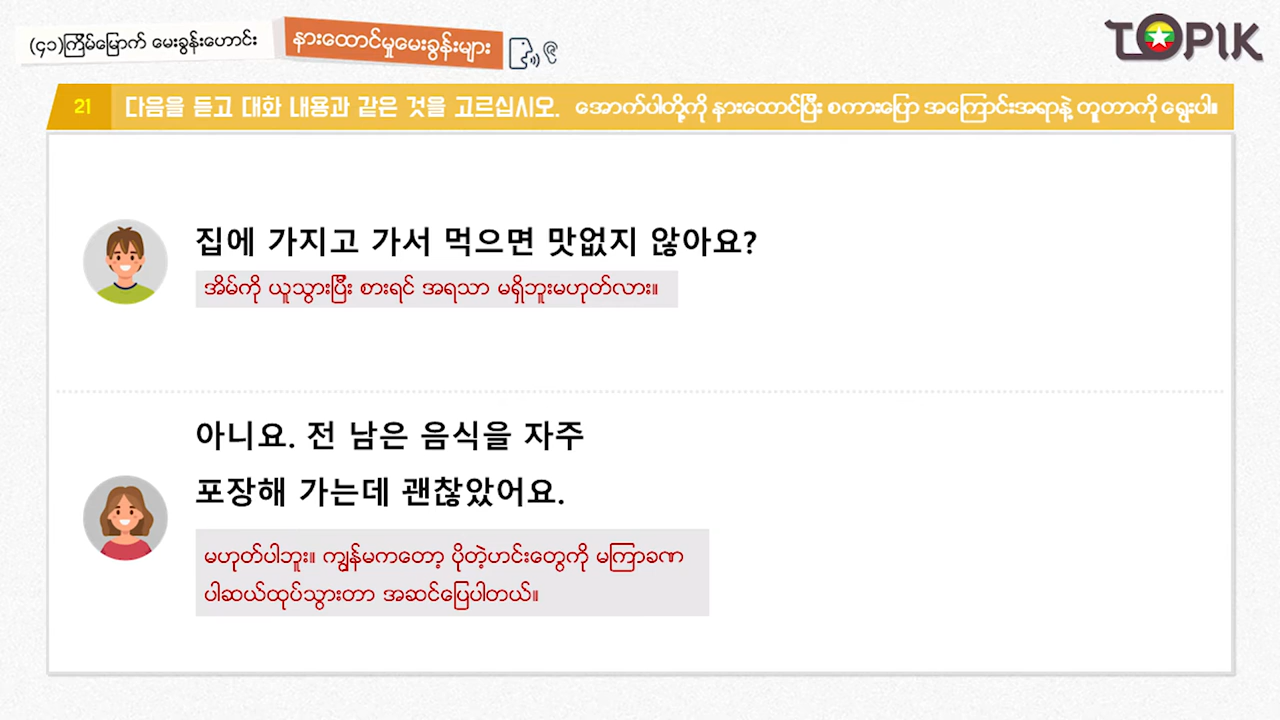 (၄၁)ကြိမ်မြောက် မေးခွန်းဟောင်း
နားထောင်မှုမေးခွန်းများ
TOPIK
21 다음을 듣고 대화 내용과 같은 것을 고르십시오. အောက်ပါတို့ကို နားထောင်ပြီး စကားပြော အကြောင်းအရာနဲ့ တူတာကို ရွေးပါ။
집에 가지고 가서 먹으면 맛없지 않아요?
အိမ်ကို ယူသွားပြီး စားရင် အရသာ မရှိဘူးမဟုတ်လား။
아니요. 전 남은 음식을 자주
포장해 가는데 괜찮았어요.
မဟုတ်ပါဘူး။ ကျွန်မကတော့ ပိုတဲ့ဟင်းတွေကို မကြာခဏ
ပါဆယ်ထုပ်သွားတာ အဆင်ပြေပါတယ်။